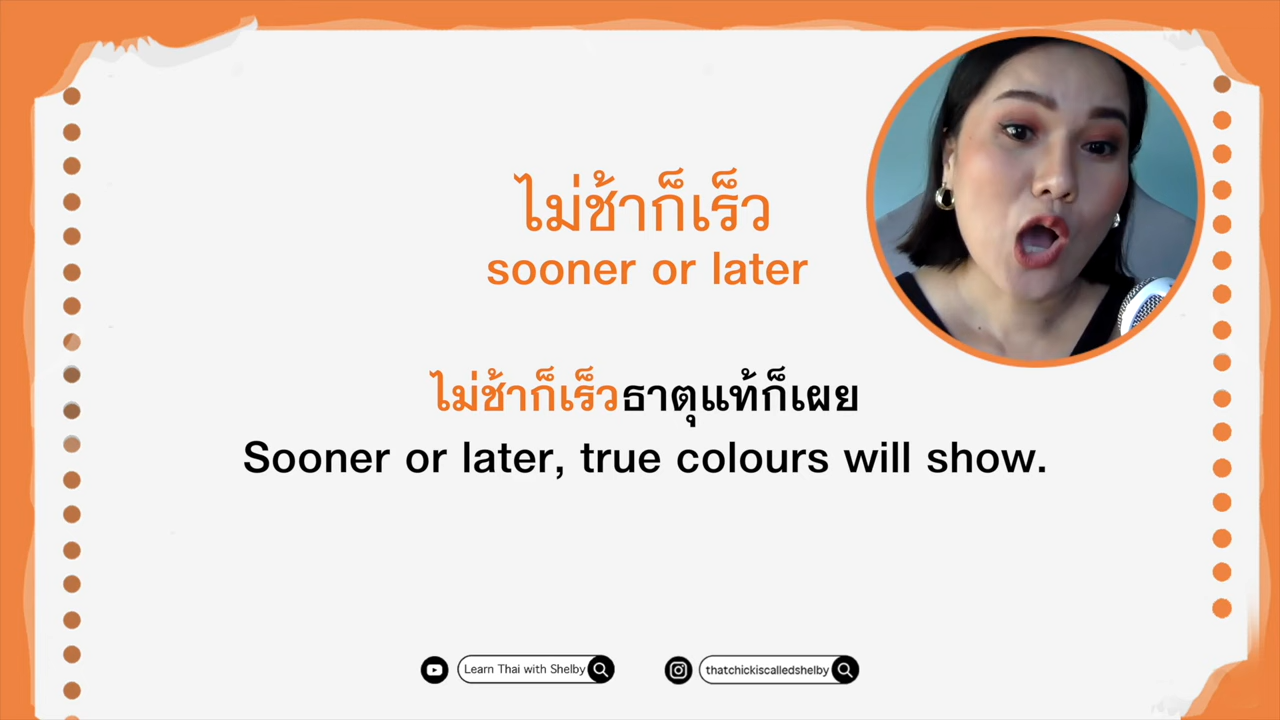 ไม่ช้าก็เร็ว
sooner or later
ไม่ช้าก็เร็วธาตุแท้ก็เผย
Sooner or later, true colours will show.
Learn Thai with Shelby
thatchickiscalledshelby